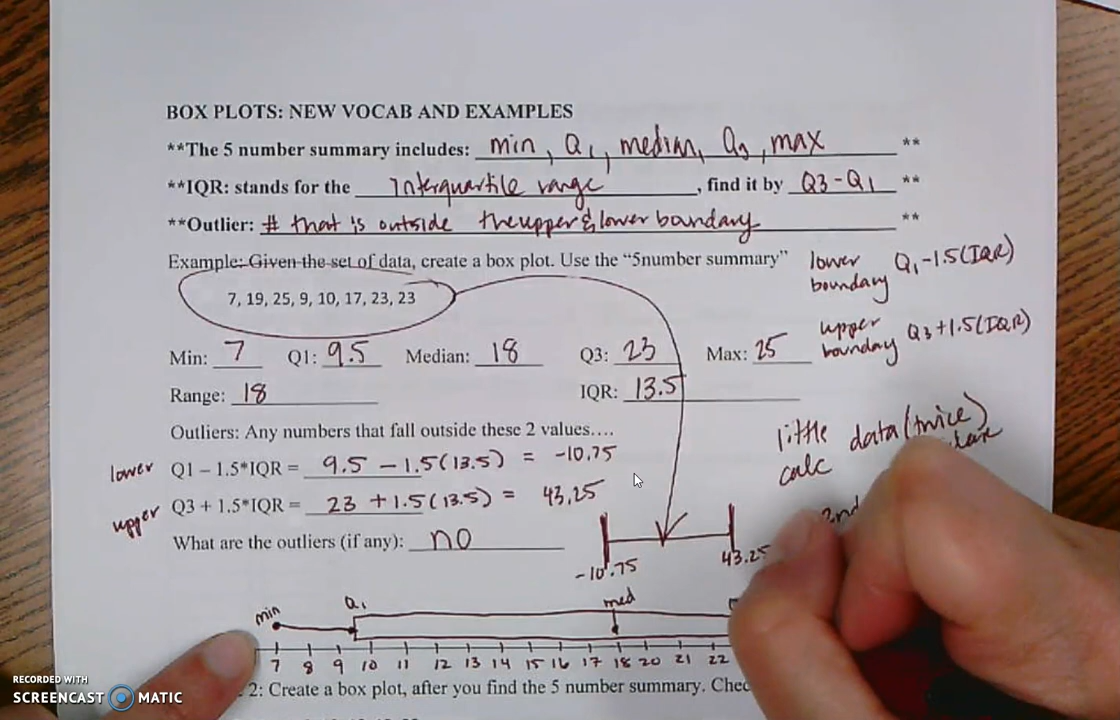 BOX PLOTS: NEW VOCAB AND EXAMPLES
**The 5 number summary includes: min, Q1, median, Q3, max **
**IQR: stands for the Interquartile range, find it by Q3-Q1 **
**Outlier: # that is outside the upper & lower boundary **
Example: Given the set of data, create a box plot. Use the “5number summary”
lower boundary Q1-1.5(IQR)
7, 19, 25, 9, 10, 17, 23, 23
upper boundary Q3+1.5(IQR)
Min: 7 Q1: 9.5 Median: 18 Q3: 23 Max: 25
Range: 18 IQR: 13.5
Outliers: Any numbers that fall outside these 2 values….
little data (twice)
calc
lower Q1 – 1.5*IQR = 9.5 - 1.5(13.5) = -10.75
upper Q3 + 1.5*IQR = 23 + 1.5(13.5) = 43.25
2nd
What are the outliers (if any): no
-10.75 43.25
min Q1 med
7 8 9 10 11 12 13 14 15 16 17 18 20 21 22
2: Create a box plot, after you find the 5 number summary.
RECORDED WITH
SCREENCAST MATIC